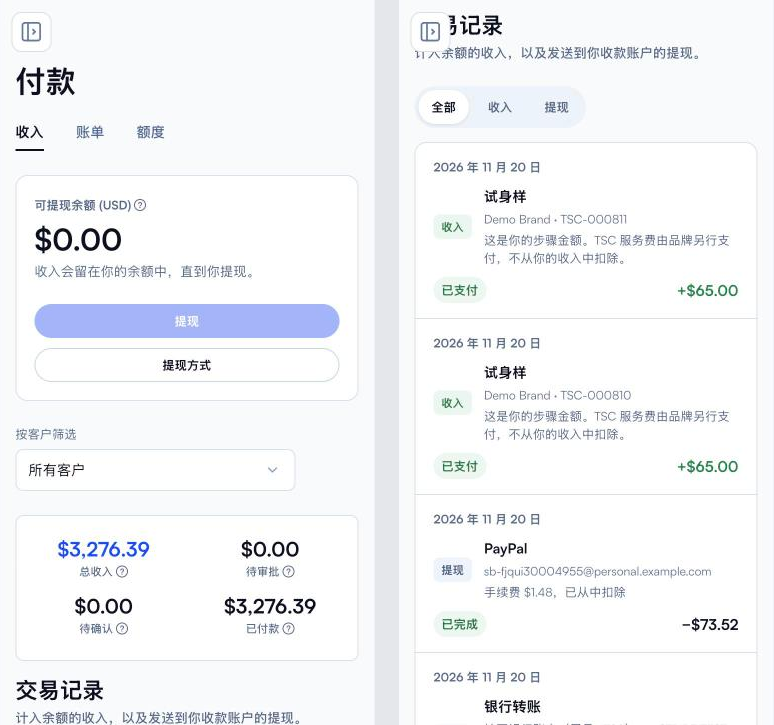 付款
收入 账单 额度
可提现余额 (USD)
$0.00
收入会留在你的余额中，直到你提现。
提现
提现方式
按客户筛选
所有客户
$3,276.39 $0.00
总收入 待审批
$0.00 $3,276.39
待确认 已付款
交易记录
计入余额的收入，以及发送到你收款账户的提现。
易记录
计入余额的收入，以及发送到你收款账户的提现。
全部 收入 提现
2026 年 11 月 20 日
试身样
Demo Brand · TSC-000811
收入
这是你的步骤金额。TSC 服务费由品牌另行支
付，不从你的收入中扣除。
已支付 +$65.00
2026 年 11 月 20 日
试身样
Demo Brand · TSC-000810
收入
这是你的步骤金额。TSC 服务费由品牌另行支
付，不从你的收入中扣除。
已支付 +$65.00
2026 年 11 月 20 日
PayPal
提现 sb-fjqui30004955@personal.example.com
手续费 $1.48，已从中扣除
已完成 −$73.52
2026 年 11 月 20 日
银行转账